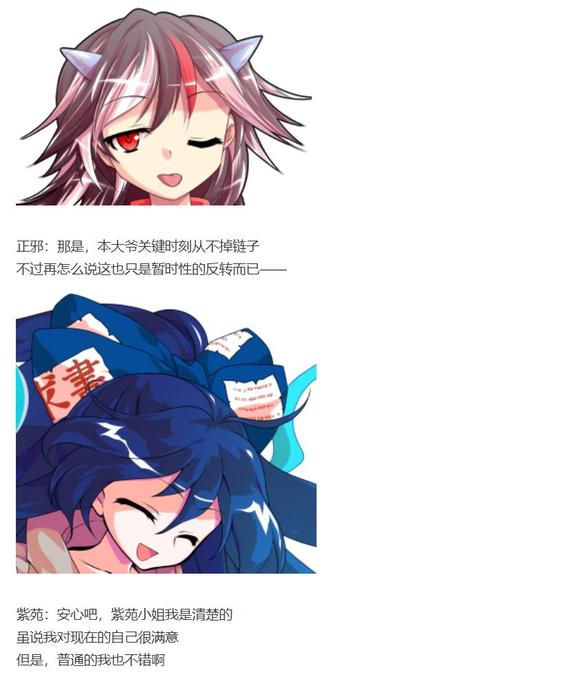 正邪：那是，本大爷关键时刻从不掉链子
不过再怎么说这也只是暂时性的反转而已——
紫苑：安心吧，紫苑小姐我是清楚的
虽说我对现在的自己很满意
但是，普通的我也不错啊